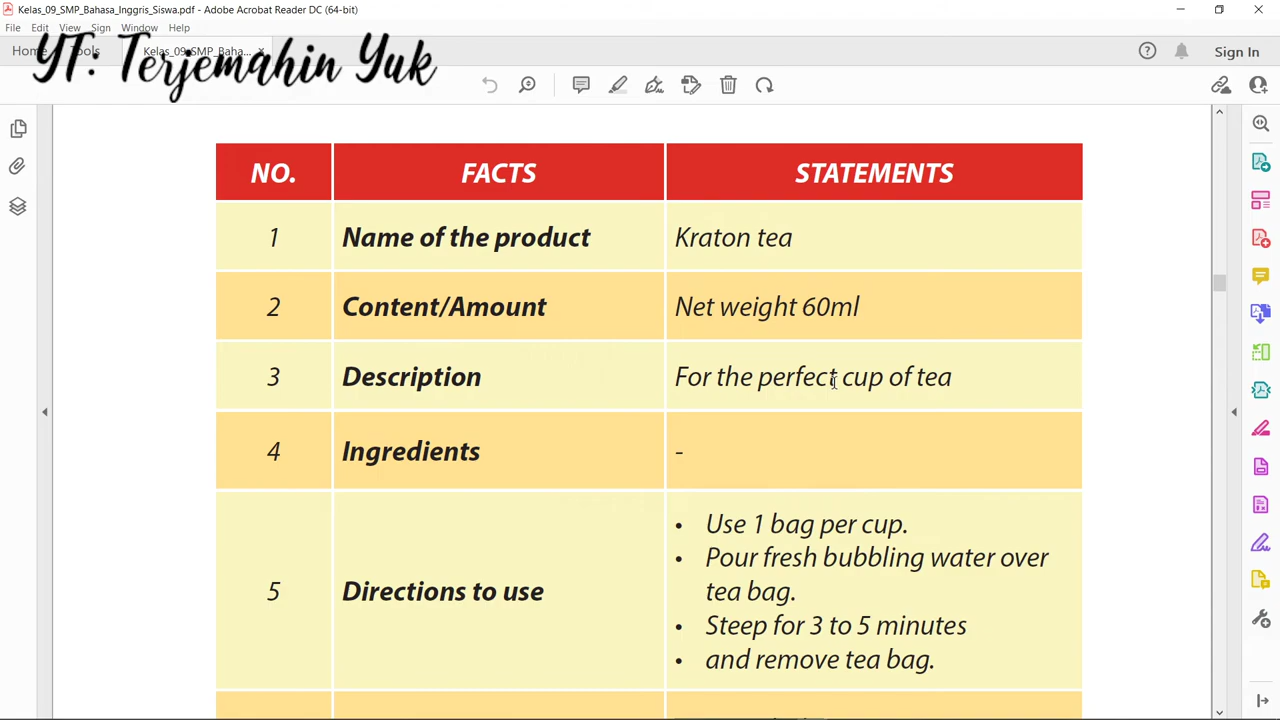 Kelas_09_SMP_Bahasa_Inggris_Siswa.pdf - Adobe Acrobat Reader DC (64-bit)
File Edit View Sign Window Help
Home Tools Kelas_09_SMP_Baha... ×
YT: Terjemahin Yuk
Sign In
NO. FACTS STATEMENTS
1 Name of the product Kraton tea
2 Content/Amount Net weight 60ml
3 Description For the perfect cup of tea
4 Ingredients -
5 Directions to use
• Use 1 bag per cup.
• Pour fresh bubbling water over
tea bag.
• Steep for 3 to 5 minutes
• and remove tea bag.